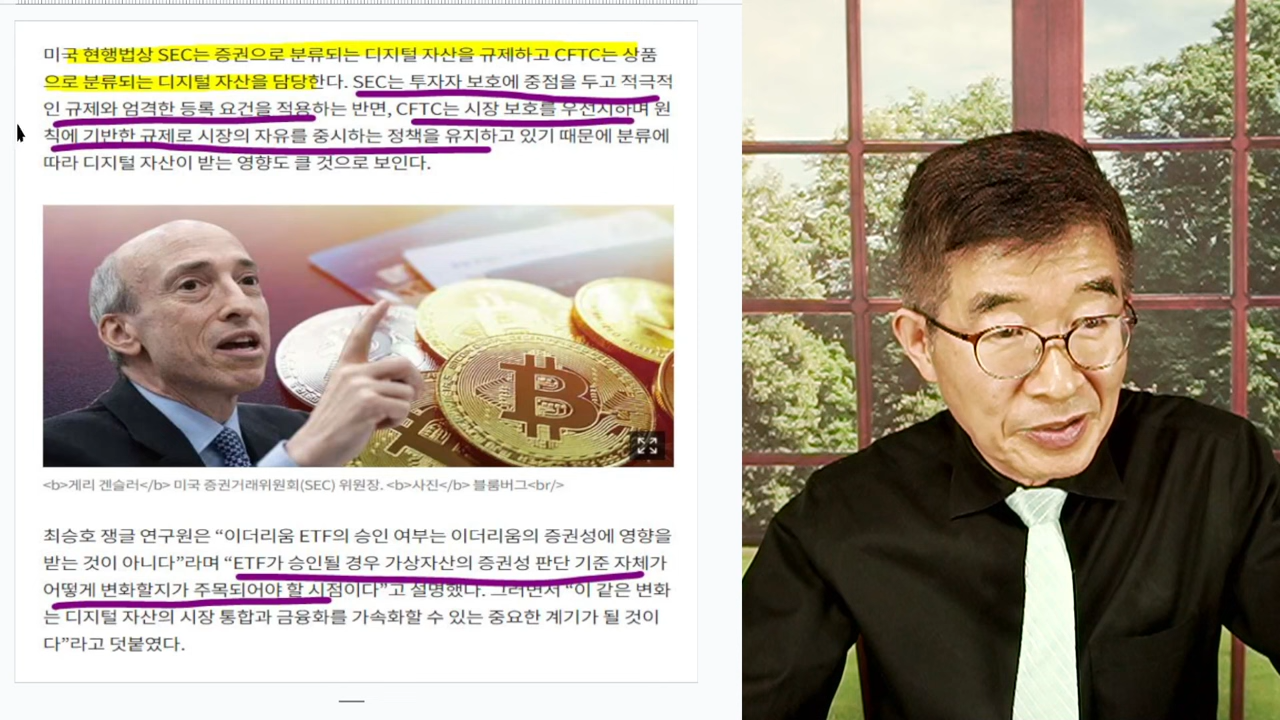 미국 현행법상 SEC는 증권으로 분류되는 디지털 자산을 규제하고 CFTC는 상품
으로 분류되는 디지털 자산을 담당한다. SEC는 투자자 보호에 중점을 두고 적극적
인 규제와 엄격한 등록 요건을 적용하는 반면, CFTC는 시장 보호를 우선시하며 원
칙에 기반한 규제로 시장의 자유를 중시하는 정책을 유지하고 있기 때문에 분류에
따라 디지털 자산이 받는 영향도 클 것으로 보인다.
<b>게리 겐슬러</b> 미국 증권거래위원회(SEC) 위원장. <b>사진</b> 블룸버그<br/>
최승호 쟁글 연구원은 “이더리움 ETF의 승인 여부는 이더리움의 증권성에 영향을
받는 것이 아니다”라며 “ETF가 승인될 경우 가상자산의 증권성 판단 기준 자체가
어떻게 변화할지가 주목되어야 할 시점이다”고 설명했다. 그러면서 “이 같은 변화
는 디지털 자산의 시장 통합과 금융화를 가속화할 수 있는 중요한 계기가 될 것이
다”라고 덧붙였다.